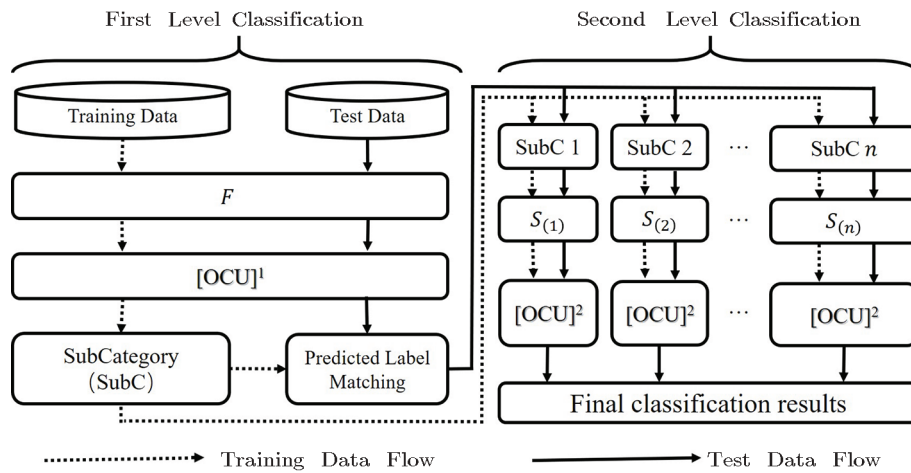 First Level Classification
Second Level Classification
Training Data
Test Data
F
[OCU]¹
SubCategory
(SubC)
Predicted Label
Matching
SubC 1
SubC 2
...
SubC n
S₍₁₎
S₍₂₎
...
S₍ₙ₎
[OCU]²
[OCU]²
...
[OCU]²
Final classification results
Training Data Flow
Test Data Flow